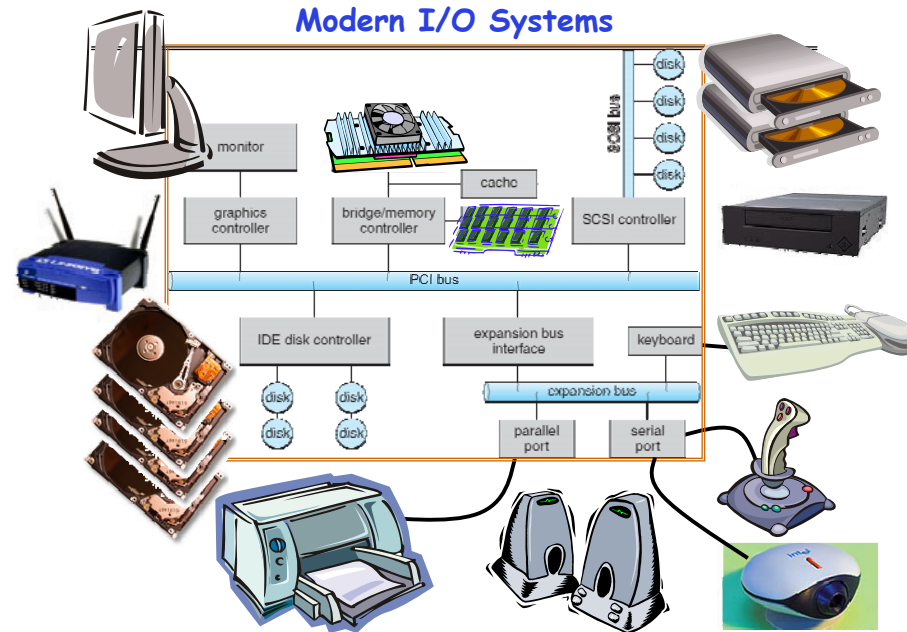 Modern I/O Systems
monitor
graphics
controller
bridge/memory
controller
cache
SCSI bus
disk
disk
disk
disk
SCSI controller
PCI bus
IDE disk controller
disk
disk
disk
disk
expansion bus
interface
keyboard
expansion bus
parallel
port
serial
port
intel